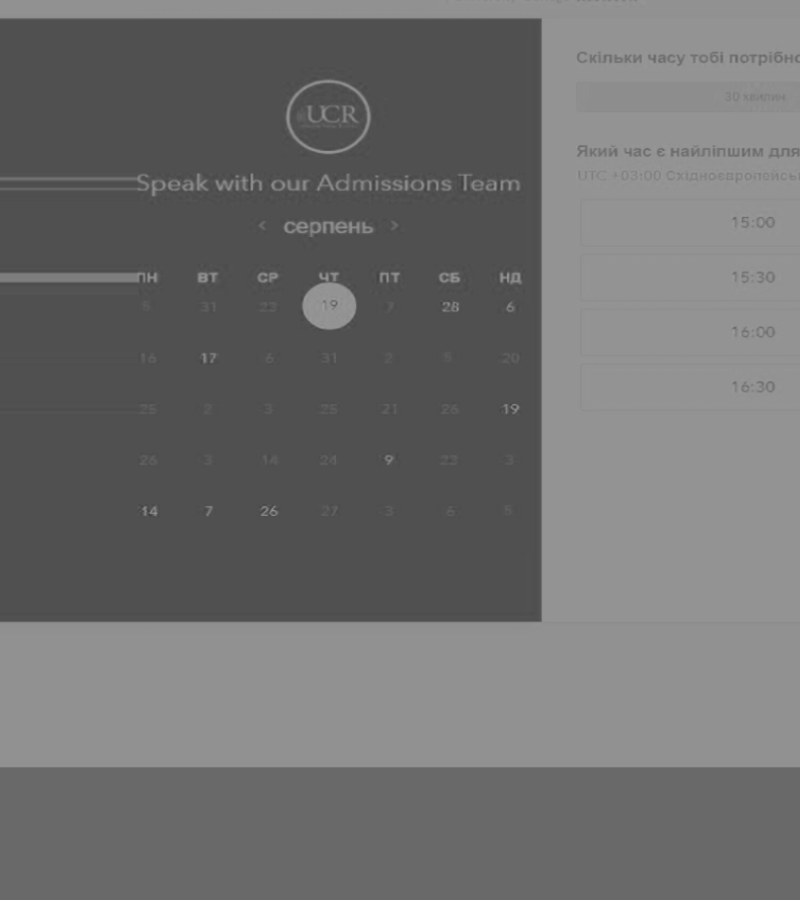 UCR
Speak with our Admissions Team
< серпень >
ПН ВТ СР ЧТ ПТ СБ НД
5 31 23 19 7 28 6
16 17 6 31 2 5 20
25 2 3 25 21 26 19
26 3 14 24 9 23 3
14 7 26 27 3 6 5
Скільки часу тобі потрібно
30 хвилин
Який час є найліпшим для
UTC +03:00 Східноєвропейськ
15:00
15:30
16:00
16:30